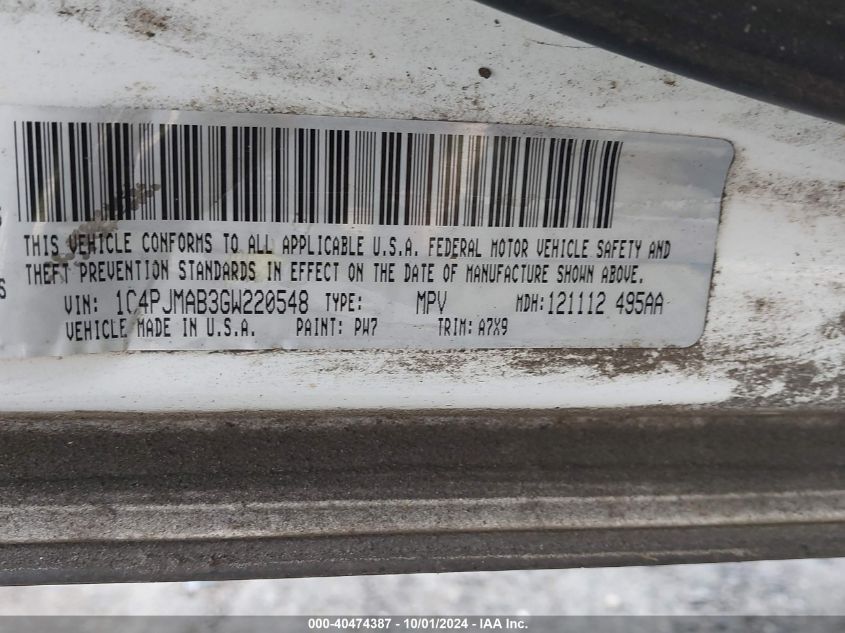 THIS VEHICLE CONFORMS TO ALL APPLICABLE U.S.A. FEDERAL MOTOR VEHICLE SAFETY AND
THEFT PREVENTION STANDARDS IN EFFECT ON THE DATE OF MANUFACTURE SHOWN ABOVE.
VIN: 1C4PJMAB3GW220548 TYPE: MPV MDH:121112 495AA
VEHICLE MADE IN U.S.A. PAINT: PW7 TRIM: A7X9
000-40474387 - 10/01/2024 - IAA Inc.